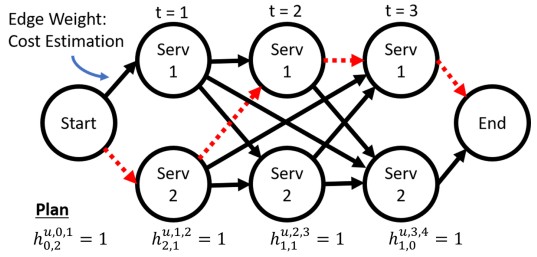 Edge Weight:
Cost Estimation
t = 1
t = 2
t = 3
Serv
1
Serv
1
Serv
1
Start
End
Serv
2
Serv
2
Serv
2
Plan
$h_{0,2}^{u,0,1} = 1$
$h_{2,1}^{u,1,2} = 1$
$h_{1,1}^{u,2,3} = 1$
$h_{1,0}^{u,3,4} = 1$